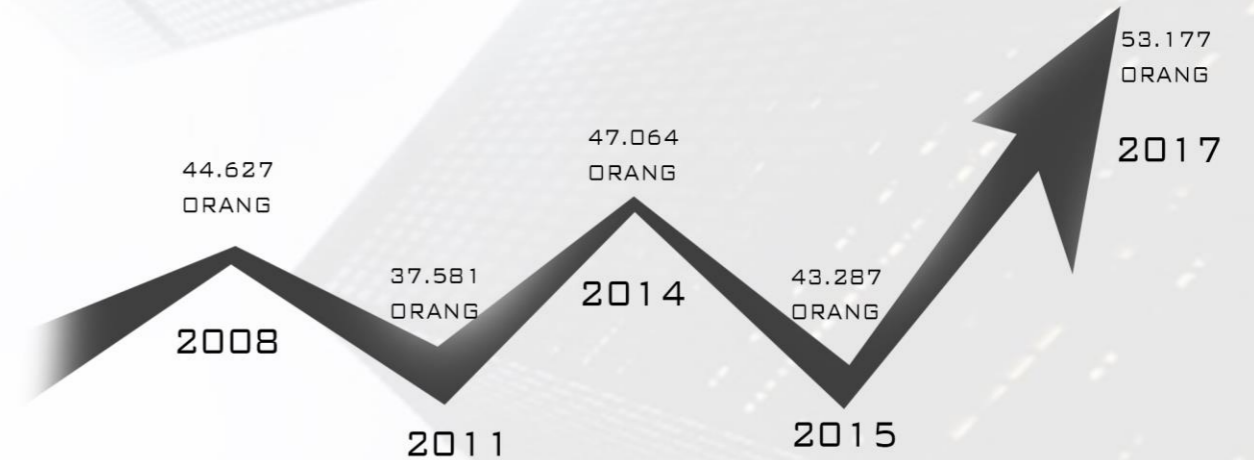 44.627
ORANG
2008
37.581
ORANG
2011
47.064
ORANG
2014
43.287
ORANG
2015
53.177
ORANG
2017